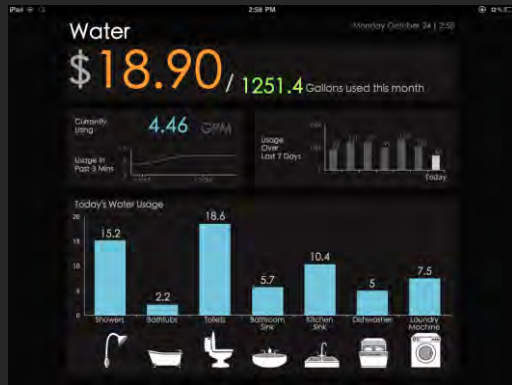 iPad
2:58 PM
Water
Monday October 24 | 2:58
$18.90/ 1251.4 Gallons used this month
Currently Using 4.46 GPM
Usage in Past 3 Mins
Usage Over Last 7 Days
Today
Today's Water Usage
20
15
10
5
0
15.2
2.2
18.6
5.7
10.4
5
7.5
Showers
Bathtubs
Toilets
Bathroom Sink
Kitchen Sink
Dishwasher
Laundry Machine